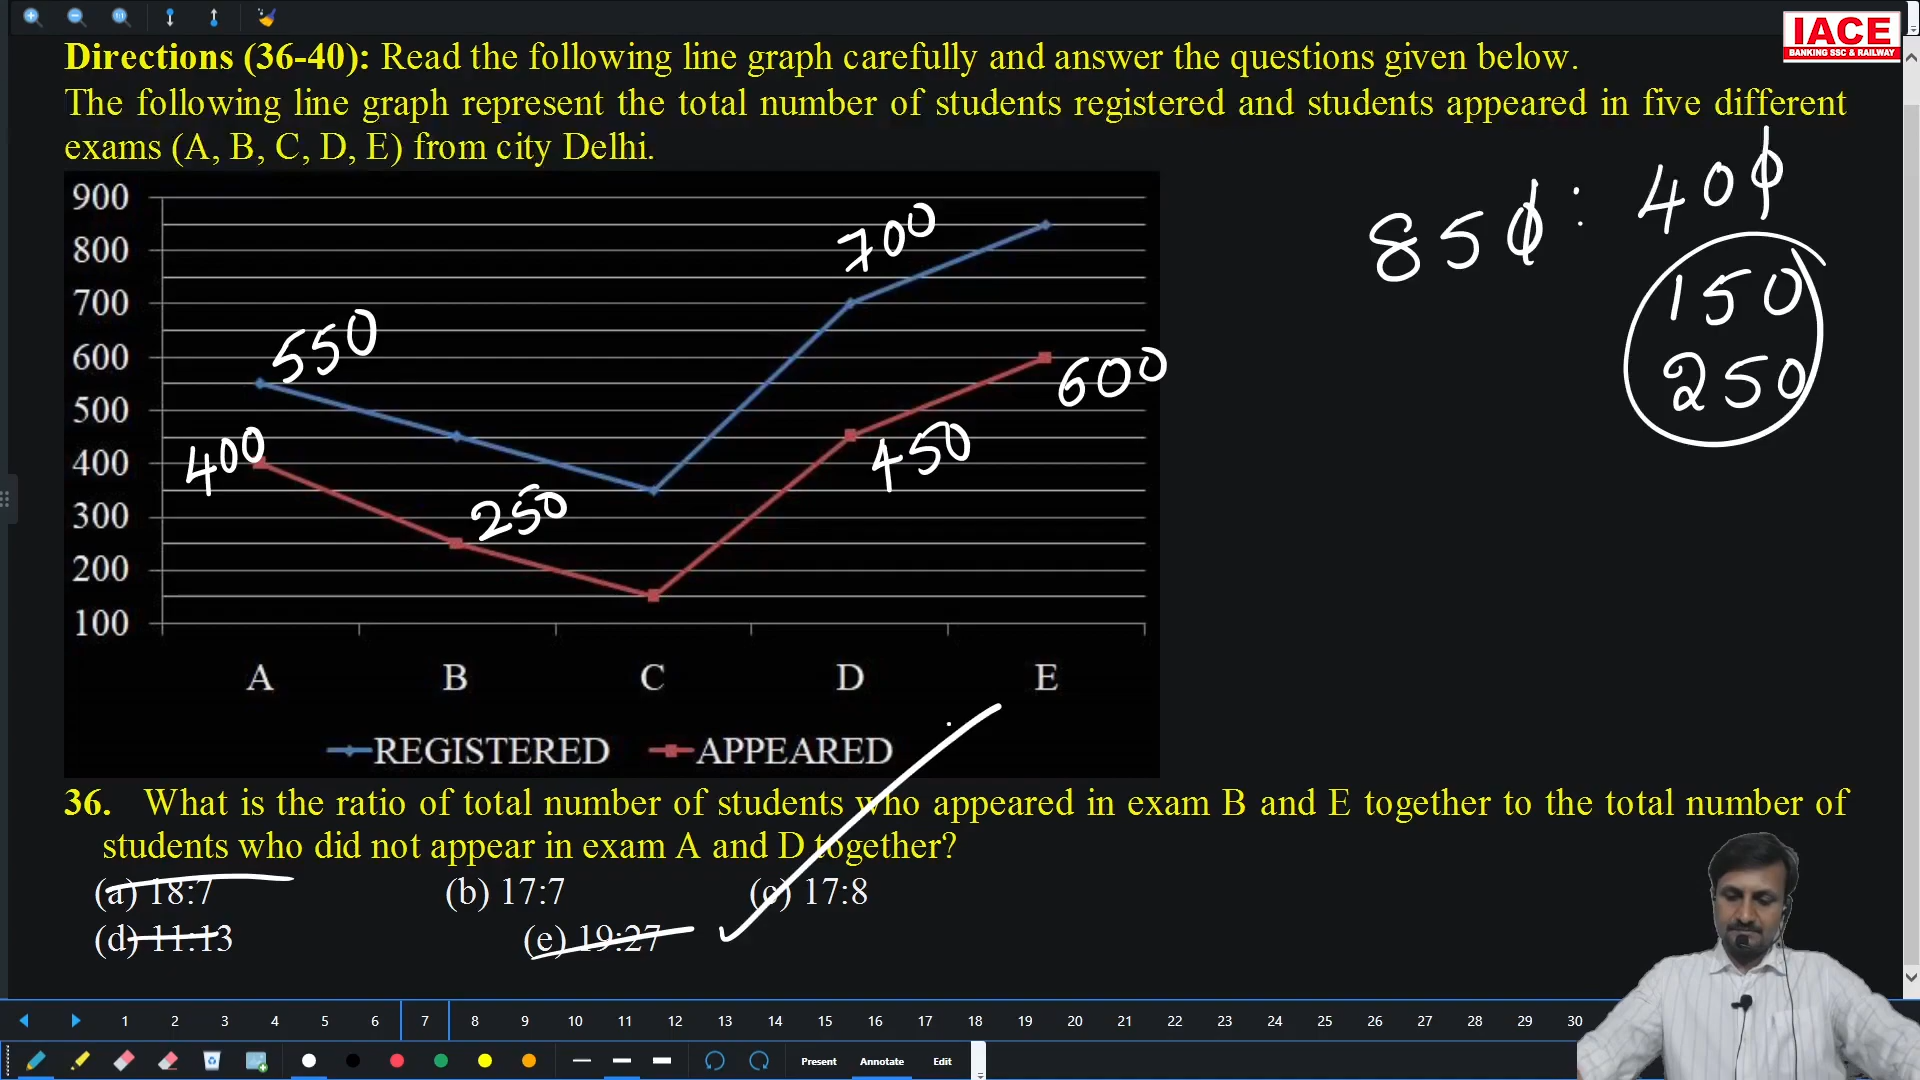 IACE
BANKING SSC & RAILWAY
Directions (36-40): Read the following line graph carefully and answer the questions given below.
The following line graph represent the total number of students registered and students appeared in five different
exams (A, B, C, D, E) from city Delhi.
850 : 400
150
250
900
800
700
600
500
400
300
200
100
550
400
250
700
450
600
A B C D E
REGISTERED APPEARED
36. What is the ratio of total number of students who appeared in exam B and E together to the total number of
students who did not appear in exam A and D together?
(a) 18:7 (b) 17:7 (c) 17:8
(d) 11:13 (e) 19:27
1 2 3 4 5 6 7 8 9 10 11 12 13 14 15 16 17 18 19 20 21 22 23 24 25 26 27 28 29 30
Present Annotate Edit